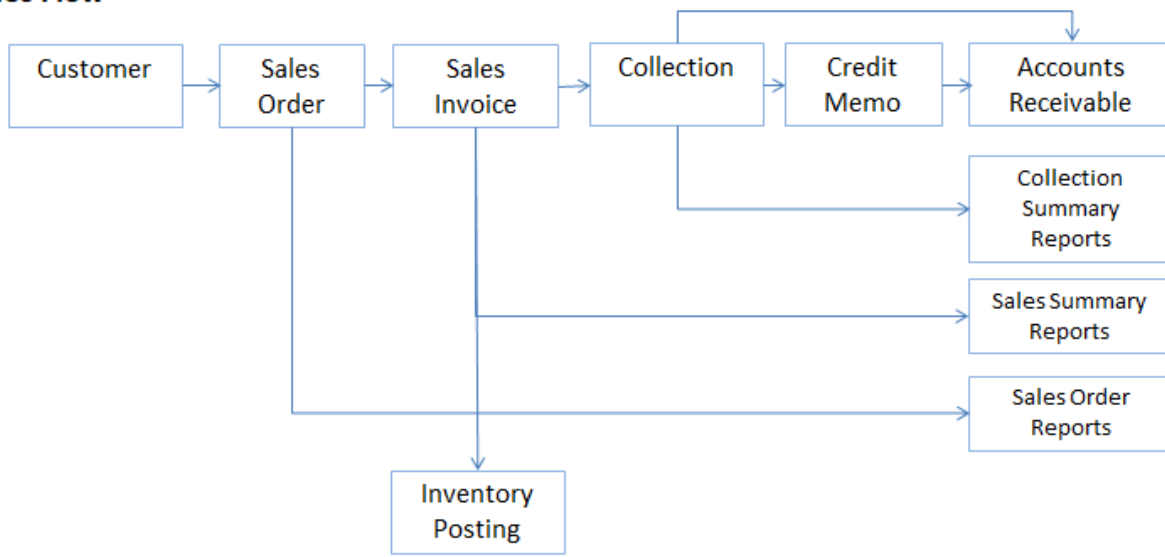 Customer
Sales
Order
Sales
Invoice
Collection
Credit
Memo
Accounts
Receivable
Collection
Summary
Reports
Sales Summary
Reports
Sales Order
Reports
Inventory
Posting